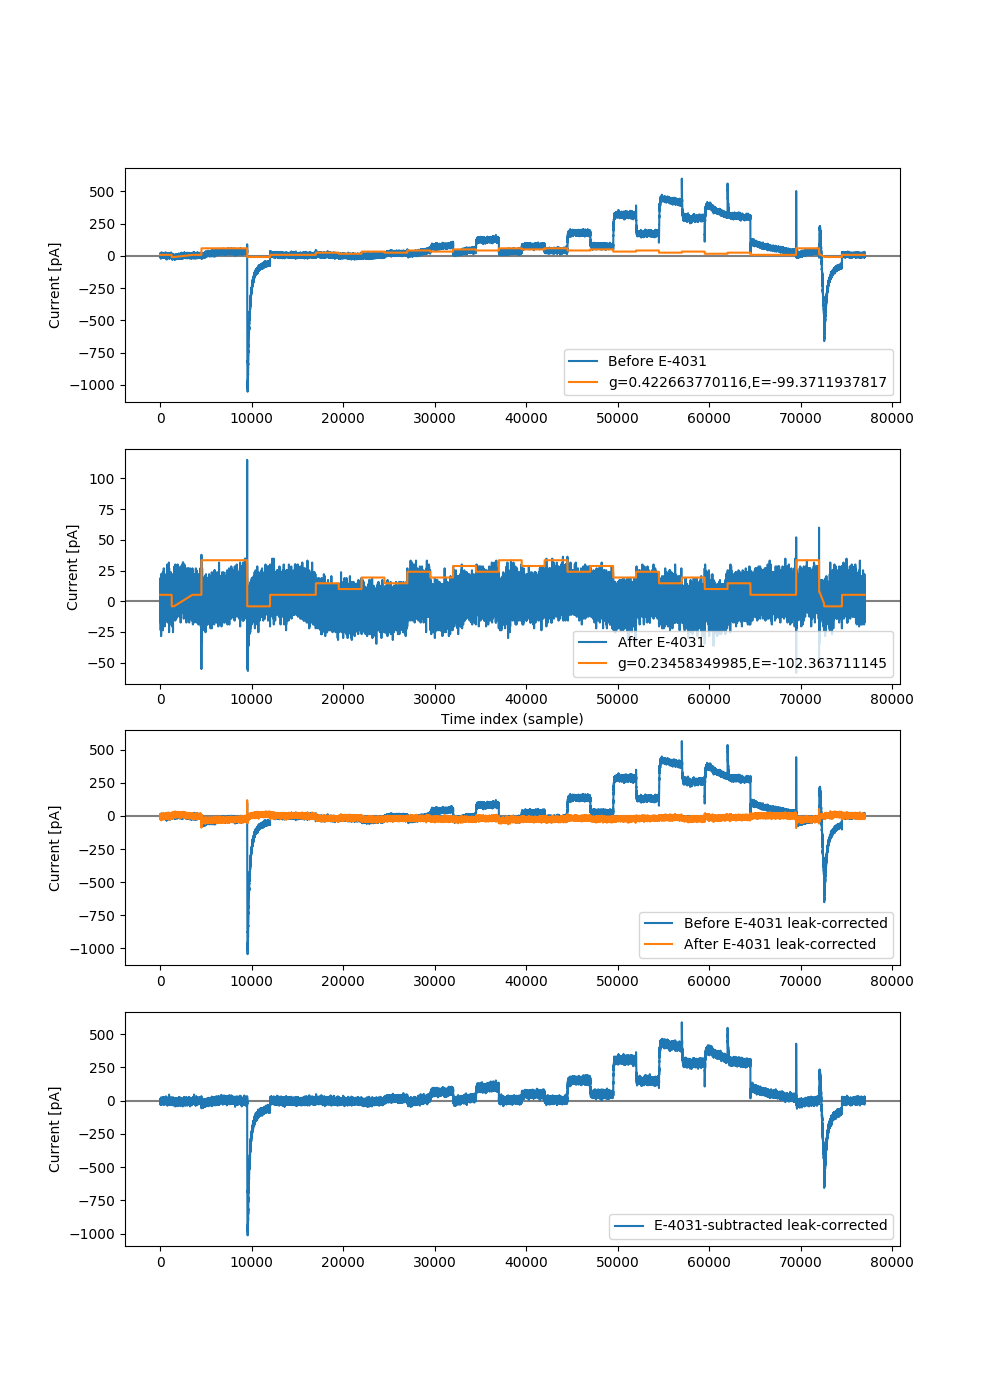 500
250
0
−250
−500
−750
−1000
Current [pA]
Before E-4031
g=0.422663770116,E=-99.3711937817
0 10000 20000 30000 40000 50000 60000 70000 80000
100
75
50
25
0
−25
−50
Current [pA]
After E-4031
g=0.23458349985,E=-102.363711145
0 10000 20000 30000 40000 50000 60000 70000 80000
Time index (sample)
500
250
0
−250
−500
−750
−1000
Current [pA]
Before E-4031 leak-corrected
After E-4031 leak-corrected
0 10000 20000 30000 40000 50000 60000 70000 80000
500
250
0
−250
−500
−750
−1000
Current [pA]
E-4031-subtracted leak-corrected
0 10000 20000 30000 40000 50000 60000 70000 80000